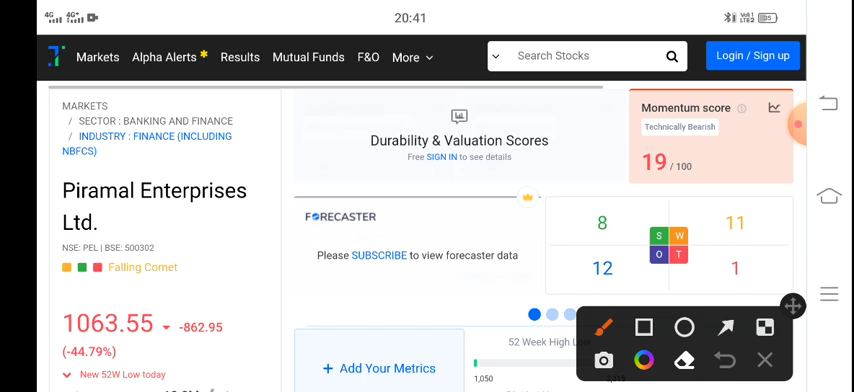 4G 4G+ 20:41 Vo) LTE2
Markets Alpha Alerts Results Mutual Funds F&O More Search Stocks Login / Sign up
MARKETS
/ SECTOR : BANKING AND FINANCE
/ INDUSTRY : FINANCE (INCLUDING
NBFCS)
Piramal Enterprises
Ltd.
NSE: PEL | BSE: 500302
Falling Comet
1063.55 -862.95
(-44.79%)
New 52W Low today
Durability & Valuation Scores
Free SIGN IN to see details
Momentum score
Technically Bearish
19 / 100
FORECASTER
Please SUBSCRIBE to view forecaster data
8 11
S W
O T
12 1
+ Add Your Metrics
52 Week High Low
1,050